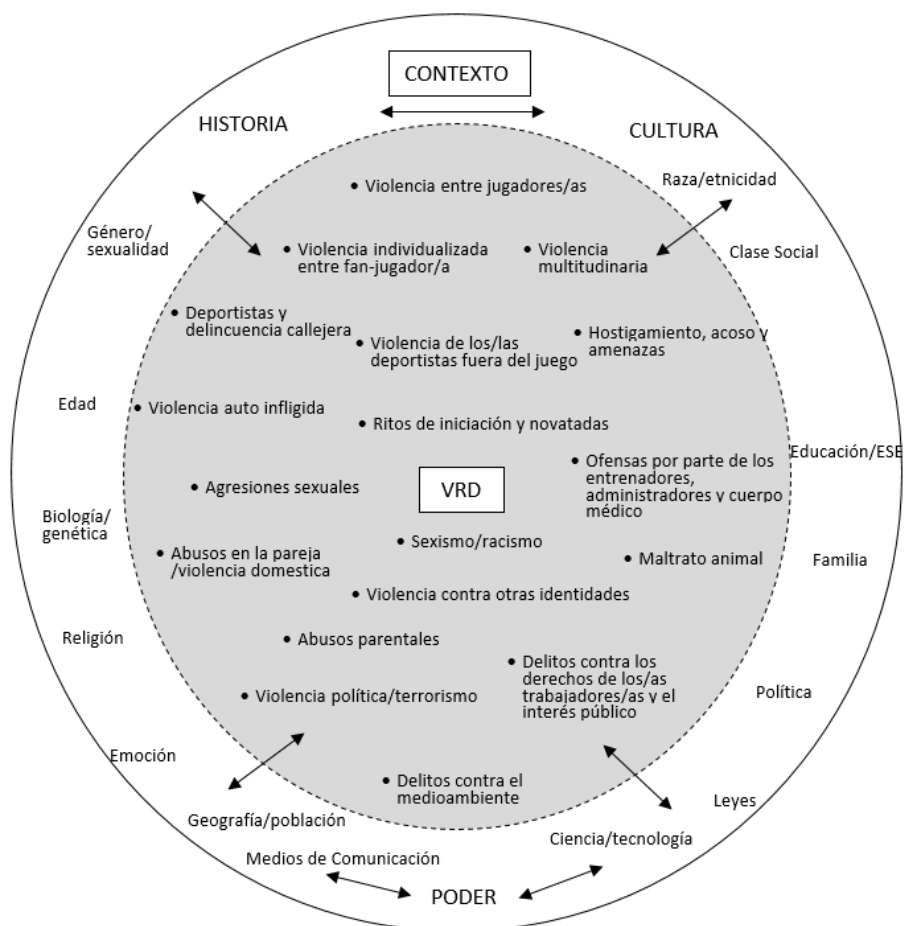 CONTEXTO
HISTORIA
CULTURA
Raza/etnicidad
• Violencia entre jugadores/as
Género/
sexualidad
• Violencia individualizada
entre fan-jugador/a
• Violencia
multitudinaria
Clase Social
• Deportistas y
delincuencia callejera
• Violencia de los/las
deportistas fuera del juego
• Hostigamiento, acoso y
amenazas
Edad
• Violencia auto infligida
• Ritos de iniciación y novatadas
Educación/ESE
• Ofensas por parte de los
entrenadores,
administradores y cuerpo
médico
• Agresiones sexuales
VRD
Biología/
genética
• Sexismo/racismo
• Abusos en la pareja
/violencia domestica
• Maltrato animal
Familia
• Violencia contra otras identidades
Religión
• Abusos parentales
• Delitos contra los
derechos de los/as
trabajadores/as y el
interés público
• Violencia política/terrorismo
Política
Emoción
• Delitos contra el
medioambiente
Leyes
Geografía/población
Ciencia/tecnología
Medios de Comunicación
PODER